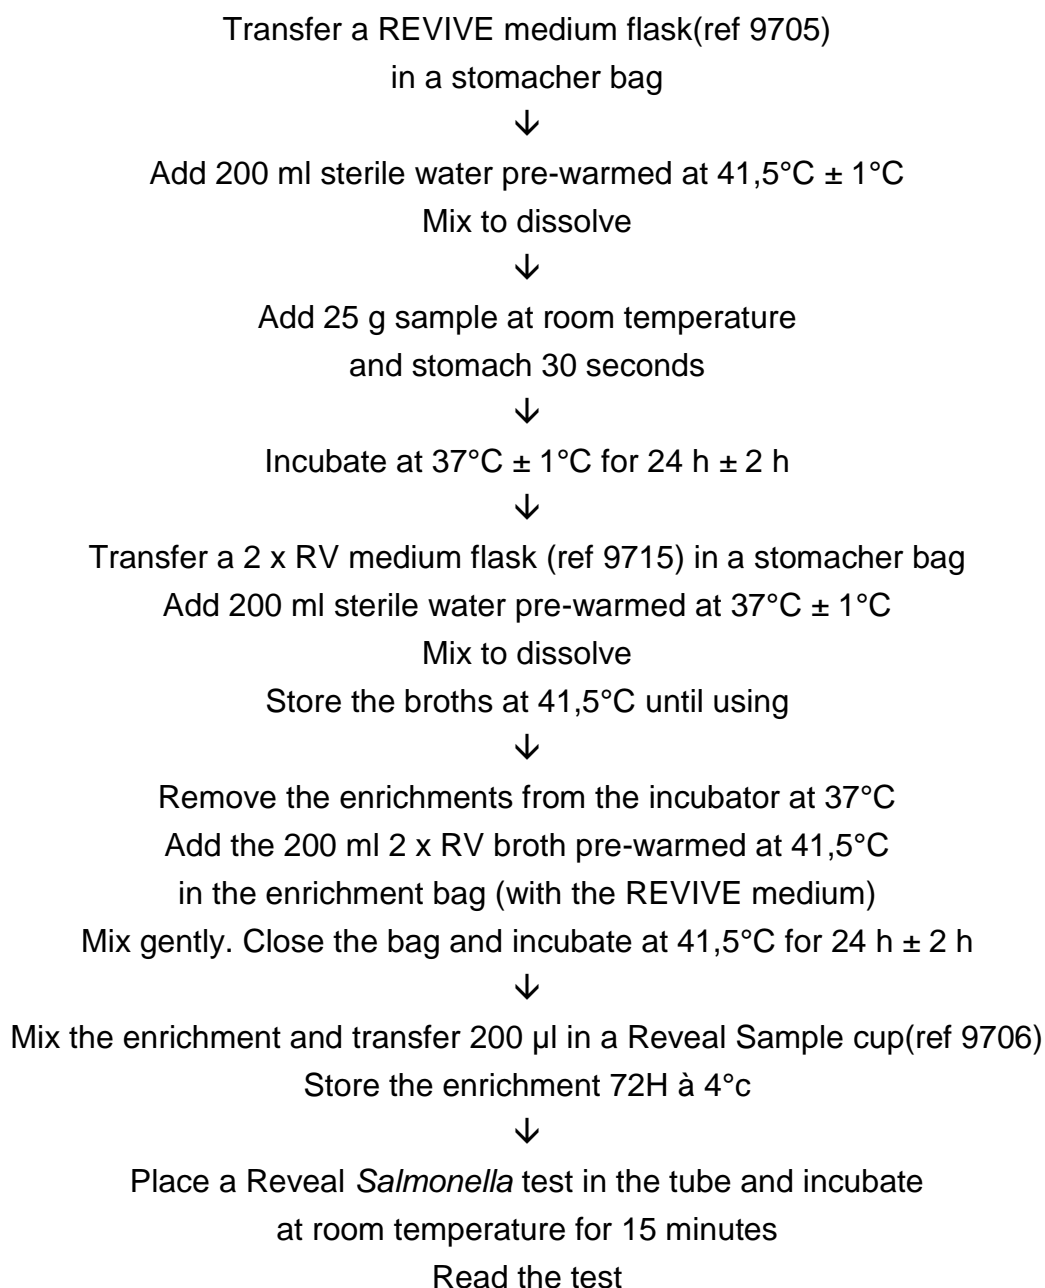 Transfer a REVIVE medium flask(ref 9705)
in a stomacher bag
↓
Add 200 ml sterile water pre-warmed at 41,5°C ± 1°C
Mix to dissolve
↓
Add 25 g sample at room temperature
and stomach 30 seconds
↓
Incubate at 37°C ± 1°C for 24 h ± 2 h
↓
Transfer a 2 x RV medium flask (ref 9715) in a stomacher bag
Add 200 ml sterile water pre-warmed at 37°C ± 1°C
Mix to dissolve
Store the broths at 41,5°C until using
↓
Remove the enrichments from the incubator at 37°C
Add the 200 ml 2 x RV broth pre-warmed at 41,5°C
in the enrichment bag (with the REVIVE medium)
Mix gently. Close the bag and incubate at 41,5°C for 24 h ± 2 h
↓
Mix the enrichment and transfer 200 µl in a Reveal Sample cup(ref 9706)
Store the enrichment 72H à 4°c
↓
Place a Reveal Salmonella test in the tube and incubate
at room temperature for 15 minutes
Read the test